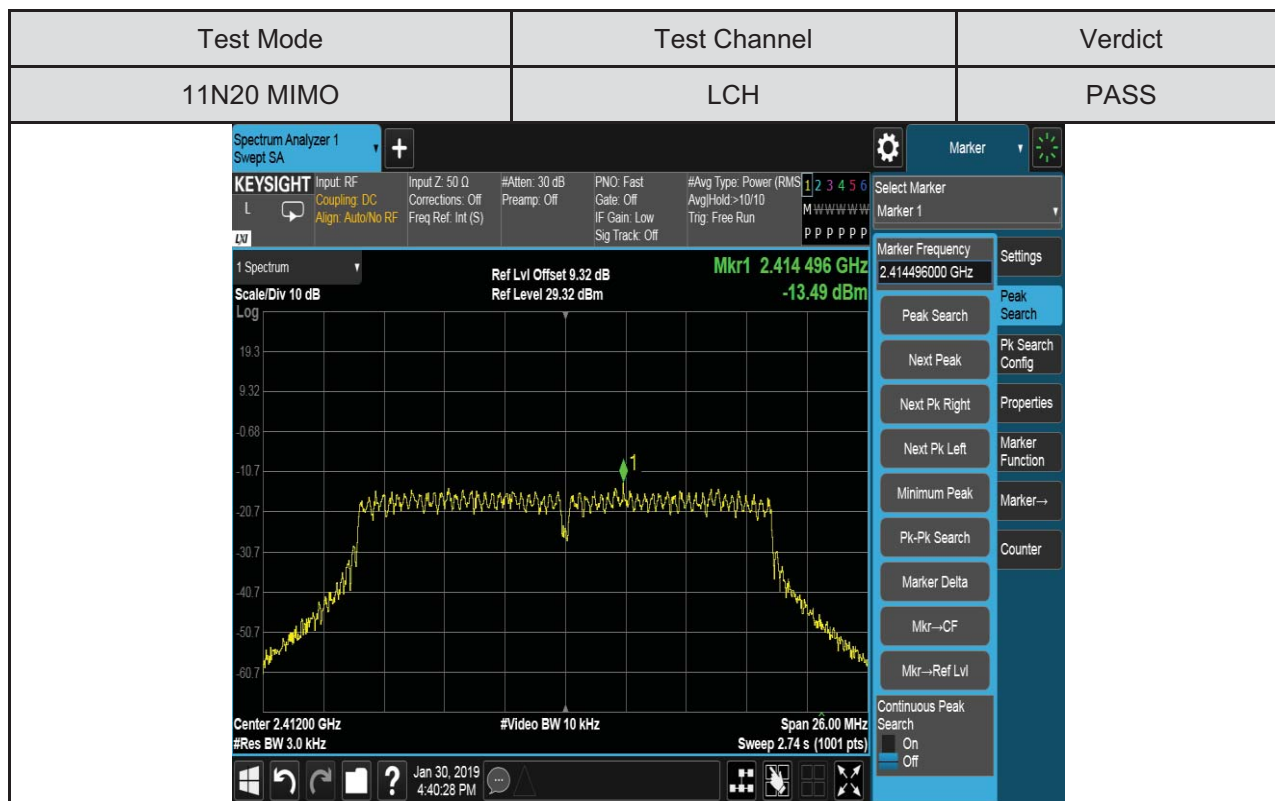 Test Mode Test Channel Verdict
11N20 MIMO LCH PASS
Spectrum Analyzer 1
Swept SA
+
Marker
KEYSIGHT
L
LXI
Input: RF
Coupling: DC
Align: Auto/No RF
Input Z: 50 Ω
Corrections: Off
Freq Ref: Int (S)
#Atten: 30 dB
Preamp: Off
PNO: Fast
Gate: Off
IF Gain: Low
Sig Track: Off
#Avg Type: Power (RMS
Avg|Hold:>10/10
Trig: Free Run
1 2 3 4 5 6
M W W W W W
P P P P P P
Select Marker
Marker 1
1 Spectrum
Scale/Div 10 dB
Log
Ref Lvl Offset 9.32 dB
Ref Level 29.32 dBm
Mkr1 2.414 496 GHz
-13.49 dBm
19.3
9.32
-0.68
-10.7
-20.7
-30.7
-40.7
-50.7
-60.7
1
Center 2.41200 GHz
#Res BW 3.0 kHz
#Video BW 10 kHz
Span 26.00 MHz
Sweep 2.74 s (1001 pts)
Marker Frequency
2.414496000 GHz
Peak Search
Next Peak
Next Pk Right
Next Pk Left
Minimum Peak
Pk-Pk Search
Marker Delta
Mkr→CF
Mkr→Ref Lvl
Continuous Peak
Search
On
Off
Settings
Peak
Search
Pk Search
Config
Properties
Marker
Function
Marker→
Counter
?
Jan 30, 2019
4:40:28 PM